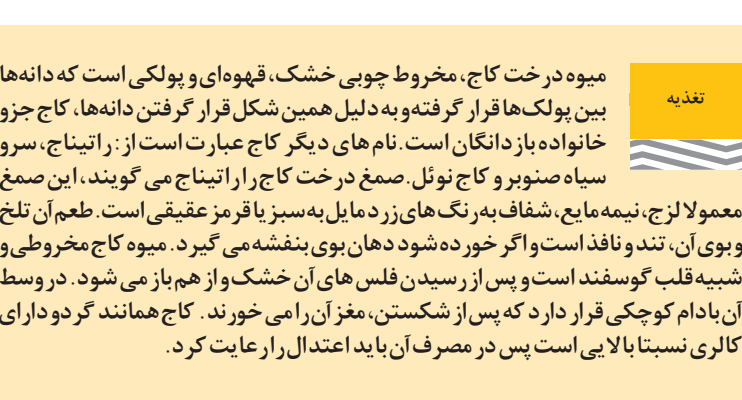 تغذیه
میوه درخت کاج، مخروط چوبی خشک، قهوه‌ای و پولکی است که دانه‌ها
بین پولک‌ها قرار گرفته و به دلیل همین شکل قرار گرفتن دانه‌ها، کاج جزو
خانواده بازدانگان است. نام های دیگر کاج عبارت است از: راتیناج، سرو
سیاه صنوبر و کاج نوئل. صمغ درخت کاج را راتیناج می گویند، این صمغ
معمولا لزج، نیمه مایع، شفاف به رنگ های زرد مایل به سبز یا قرمز عقیقی است. طعم آن تلخ
و بوی آن، تند و نافذ است و اگر خورده شود دهان بوی بنفشه می گیرد. میوه کاج مخروطی و
شبیه قلب گوسفند است و پس از رسیدن فلس های آن خشک و از هم باز می شود. در وسط
آن بادام کوچکی قرار دارد که پس از شکستن، مغز آن را می خورند. کاج همانند گردو دارای
کالری نسبتا بالایی است پس در مصرف آن باید اعتدال را رعایت کرد.